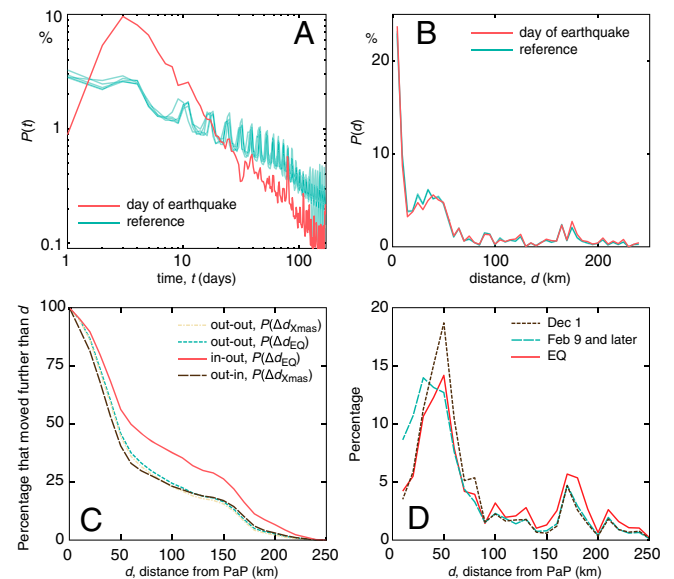 A
%
10
1
0.1
P(t)
day of earthquake
reference
1
10
100
time, t (days)
B
%
20
10
0
P(d)
day of earthquake
reference
0
100
200
distance, d (km)
C
100
75
50
25
0
Percentage that moved further than d
out-out, P(ΔdXmas)
out-out, P(ΔdEQ)
in-out, P(ΔdEQ)
out-in, P(ΔdXmas)
0
50
100
150
200
250
d, distance from PaP (km)
D
20
15
10
5
0
Percentage
Dec 1
Feb 9 and later
EQ
0
50
100
150
200
250
d, distance from PaP (km)